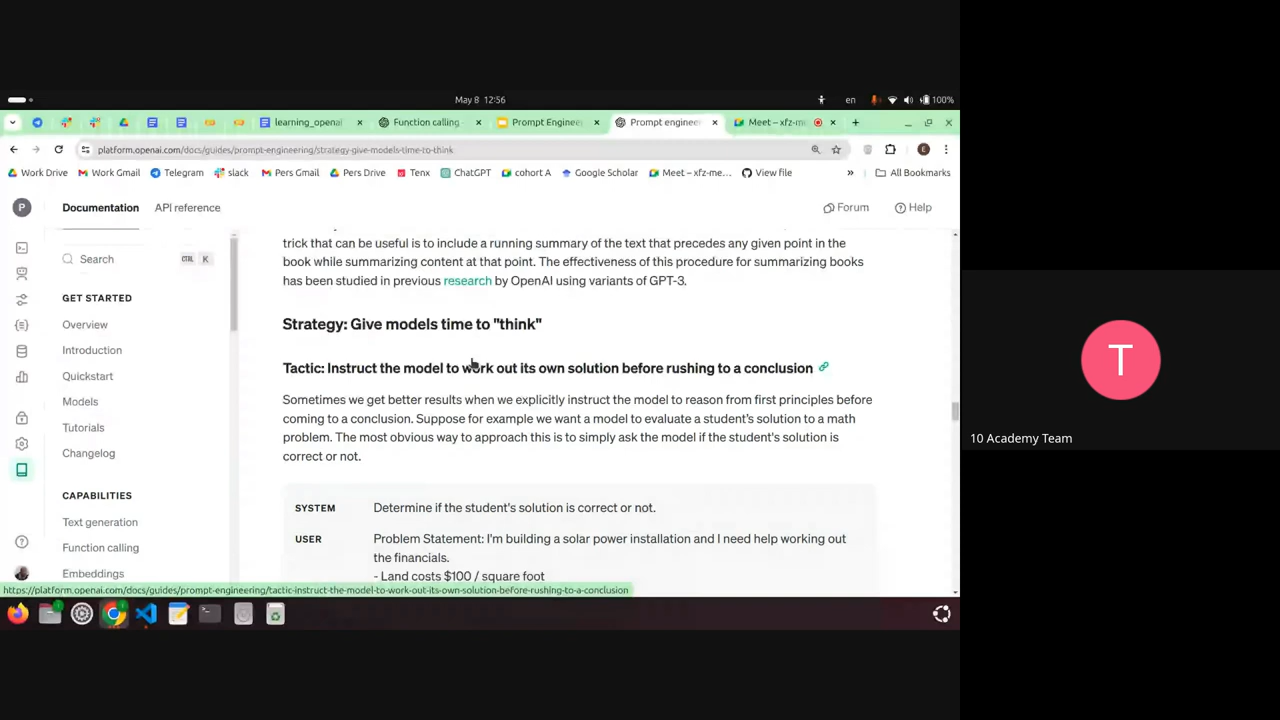 May 8 12:56
en
100%
learning_openai
Function calling
Prompt Enginee
Prompt engineer
Meet – xfz-me
platform.openai.com/docs/guides/prompt-engineering/strategy-give-models-time-to-think
E
Work Drive
Work Gmail
Telegram
slack
Pers Gmail
Pers Drive
Tenx
ChatGPT
cohort A
Google Scholar
Meet – xfz-me...
View file
»
All Bookmarks
P
Documentation
API reference
Forum
Help
Search
CTRL K
GET STARTED
Overview
Introduction
Quickstart
Models
Tutorials
Changelog
CAPABILITIES
Text generation
Function calling
Embeddings
trick that can be useful is to include a running summary of the text that precedes any given point in the
book while summarizing content at that point. The effectiveness of this procedure for summarizing books
has been studied in previous research by OpenAI using variants of GPT-3.
Strategy: Give models time to "think"
Tactic: Instruct the model to work out its own solution before rushing to a conclusion
Sometimes we get better results when we explicitly instruct the model to reason from first principles before
coming to a conclusion. Suppose for example we want a model to evaluate a student's solution to a math
problem. The most obvious way to approach this is to simply ask the model if the student's solution is
correct or not.
SYSTEM Determine if the student's solution is correct or not.
USER Problem Statement: I'm building a solar power installation and I need help working out
the financials.
- Land costs $100 / square foot
https://platform.openai.com/docs/guides/prompt-engineering/tactic-instruct-the-model-to-work-out-its-own-solution-before-rushing-to-a-conclusion
T
10 Academy Team